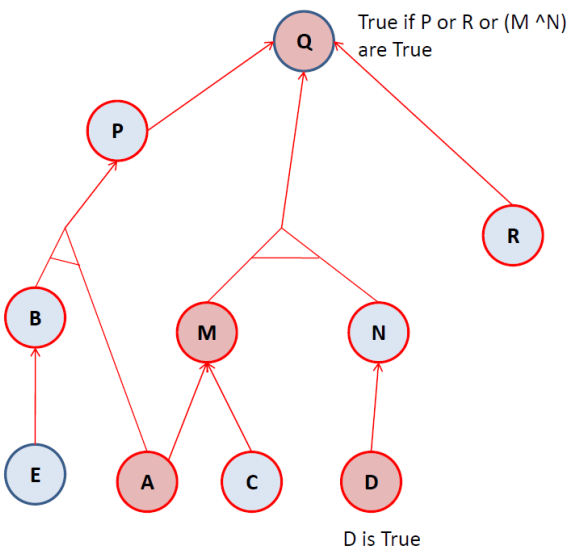 Q
True if P or R or (M ^N)
are True
P
R
B
M
N
E
A
C
D
D is True